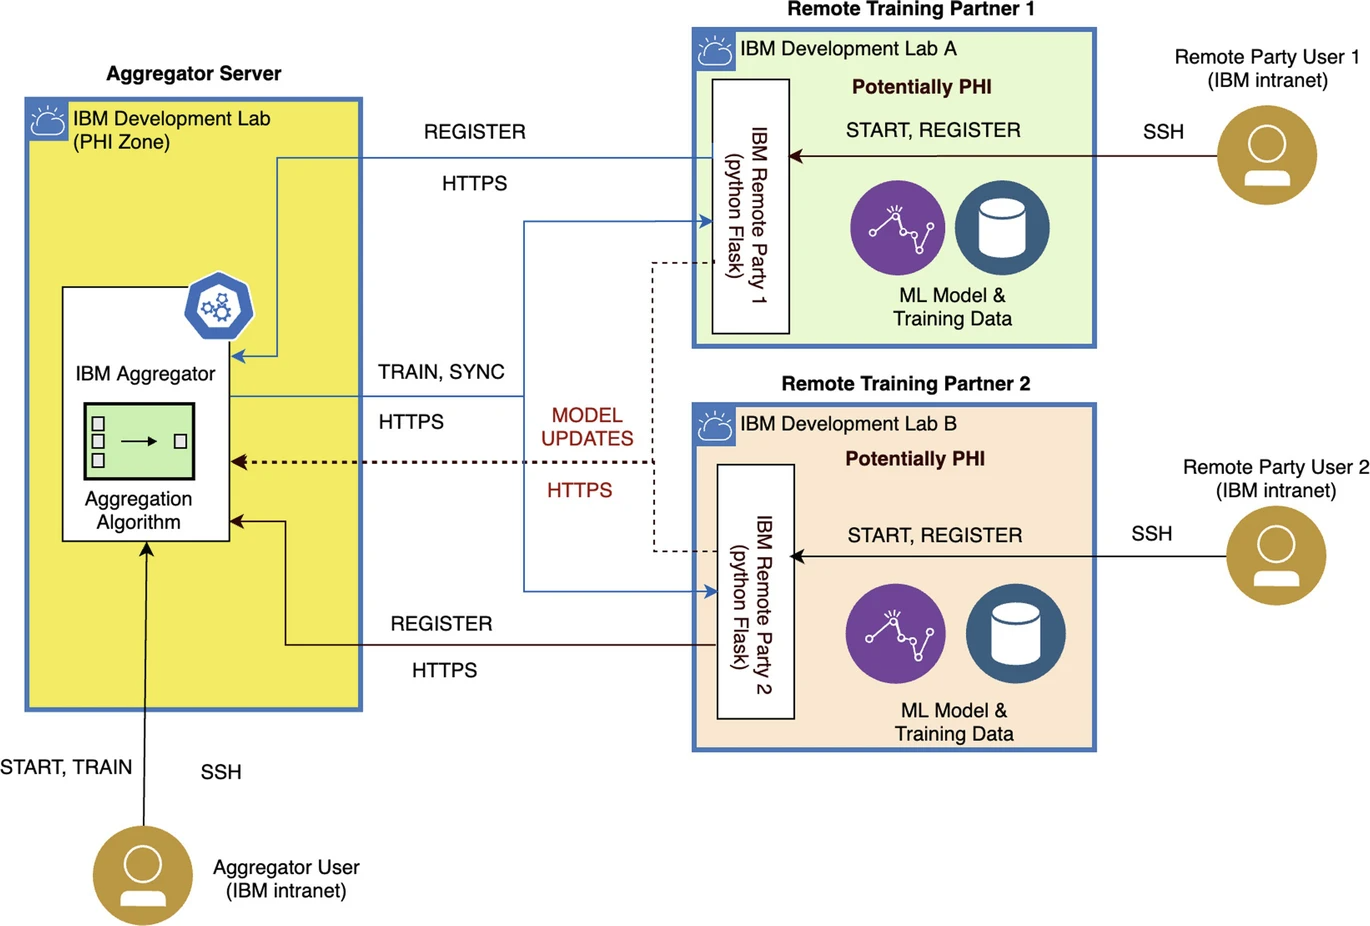 Aggregator Server
IBM Development Lab
(PHI Zone)
IBM Aggregator
Aggregation
Algorithm
START, TRAIN
SSH
Aggregator User
(IBM intranet)
REGISTER
HTTPS
TRAIN, SYNC
HTTPS
MODEL
UPDATES
HTTPS
REGISTER
HTTPS
Remote Training Partner 1
IBM Development Lab A
Potentially PHI
START, REGISTER
IBM Remote Party 1
(python Flask)
ML Model &
Training Data
SSH
Remote Party User 1
(IBM intranet)
Remote Training Partner 2
IBM Development Lab B
Potentially PHI
START, REGISTER
IBM Remote Party 2
(python Flask)
ML Model &
Training Data
SSH
Remote Party User 2
(IBM intranet)